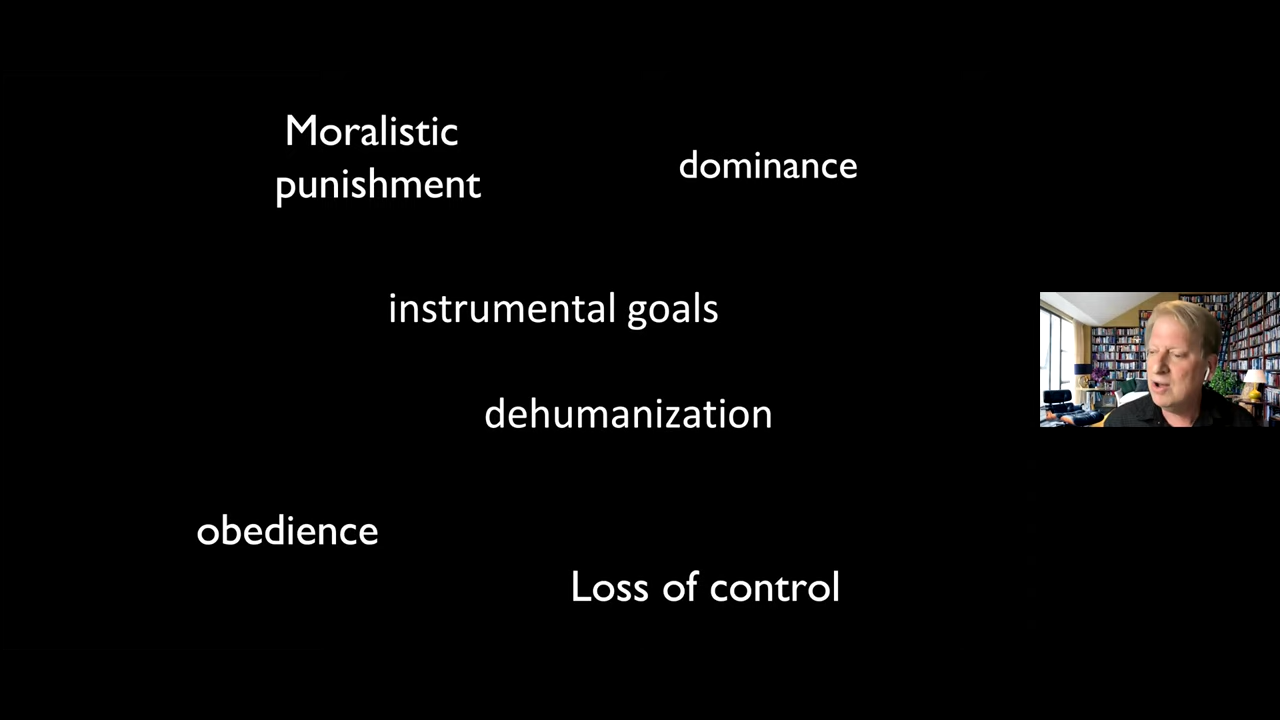 Moralistic
punishment
dominance
instrumental goals
dehumanization
obedience
Loss of control